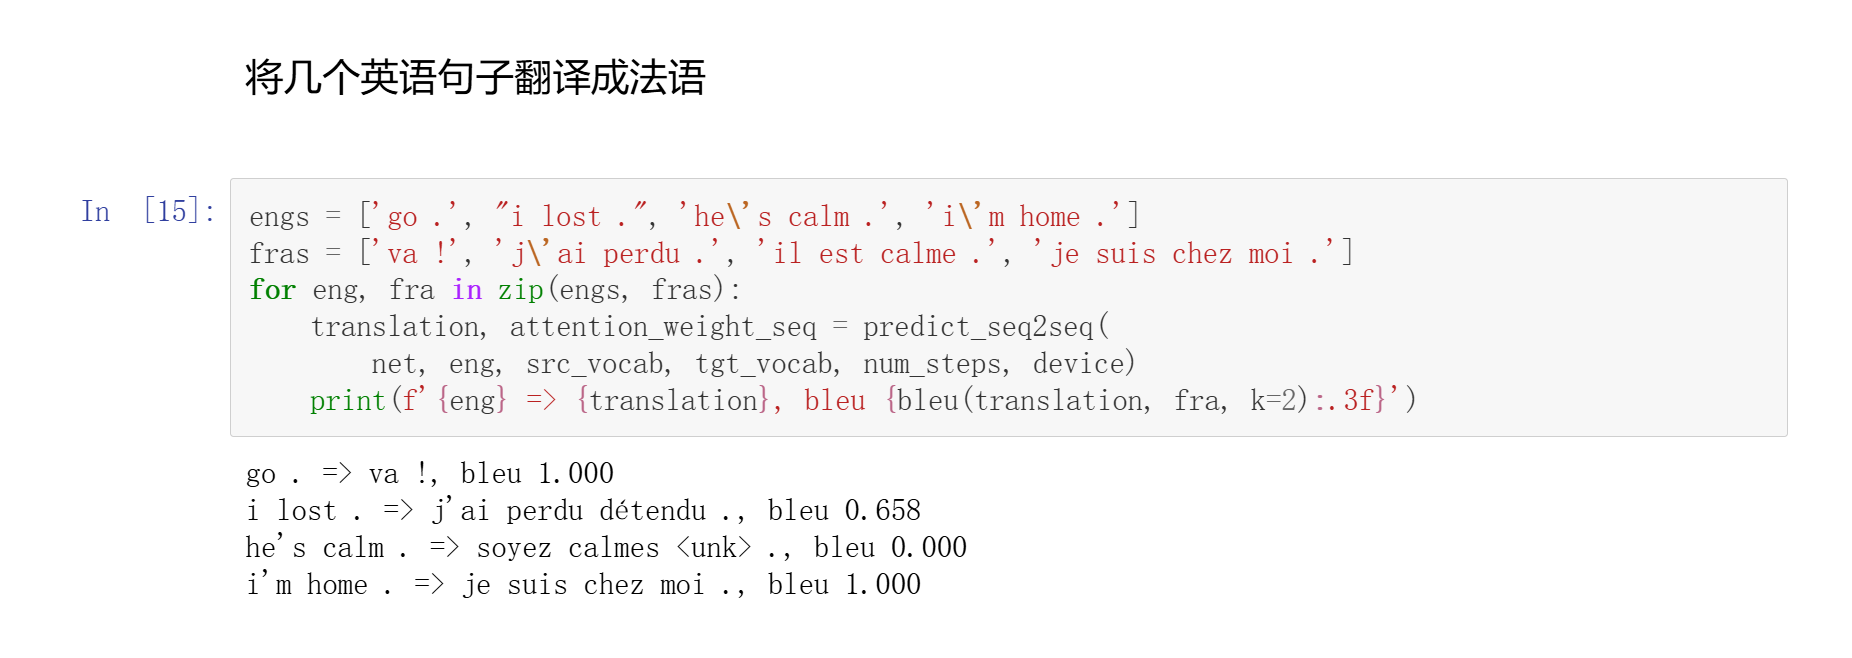 将几个英语句子翻译成法语
In [15]:
engs = ['go .', "i lost .", 'he\'s calm .', 'i\'m home .']
fras = ['va !', 'j\'ai perdu .', 'il est calme .', 'je suis chez moi .']
for eng, fra in zip(engs, fras):
    translation, attention_weight_seq = predict_seq2seq(
        net, eng, src_vocab, tgt_vocab, num_steps, device)
    print(f'{eng} => {translation}, bleu {bleu(translation, fra, k=2):.3f}')
go . => va !, bleu 1.000
i lost . => j'ai perdu détendu ., bleu 0.658
he's calm . => soyez calmes <unk> ., bleu 0.000
i'm home . => je suis chez moi ., bleu 1.000